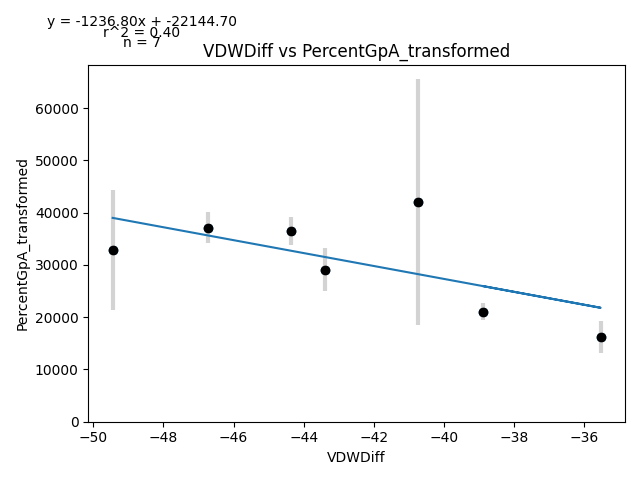 y = -1236.80x + -22144.70
r^2 = 0.40
n = 7
VDWDiff vs PercentGpA_transformed
PercentGpA_transformed
60000
50000
40000
30000
20000
10000
0
−50 −48 −46 −44 −42 −40 −38 −36
VDWDiff